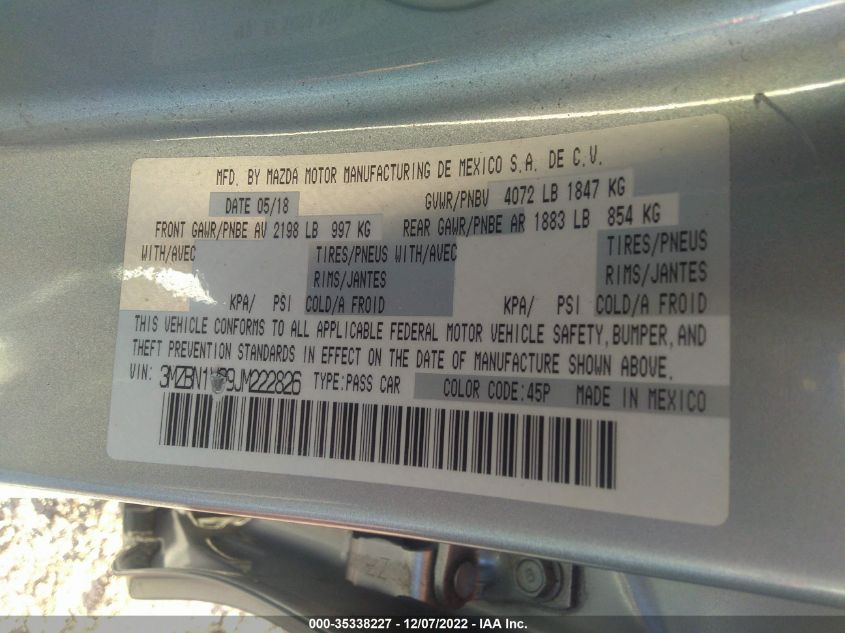 MFD. BY MAZDA MOTOR MANUFACTURING DE MEXICO S.A. DE C.V.
DATE 05/18 GVWR/PNBV 4072 LB 1847 KG
FRONT GAWR/PNBE AV 2198 LB 997 KG REAR GAWR/PNBE AR 1883 LB 854 KG
WITH/AVEC TIRES/PNEUS WITH/AVEC TIRES/PNEUS
RIMS/JANTES RIMS/JANTES
KPA/ PSI COLD/A FROID KPA/ PSI COLD/A FROID
THIS VEHICLE CONFORMS TO ALL APPLICABLE FEDERAL MOTOR VEHICLE SAFETY, BUMPER, AND
THEFT PREVENTION STANDARDS IN EFFECT ON THE DATE OF MANUFACTURE SHOWN ABOVE.
VIN: TYPE:PASS CAR COLOR CODE:45P MADE IN MEXICO
000-35338227 - 12/07/2022 - IAA Inc.